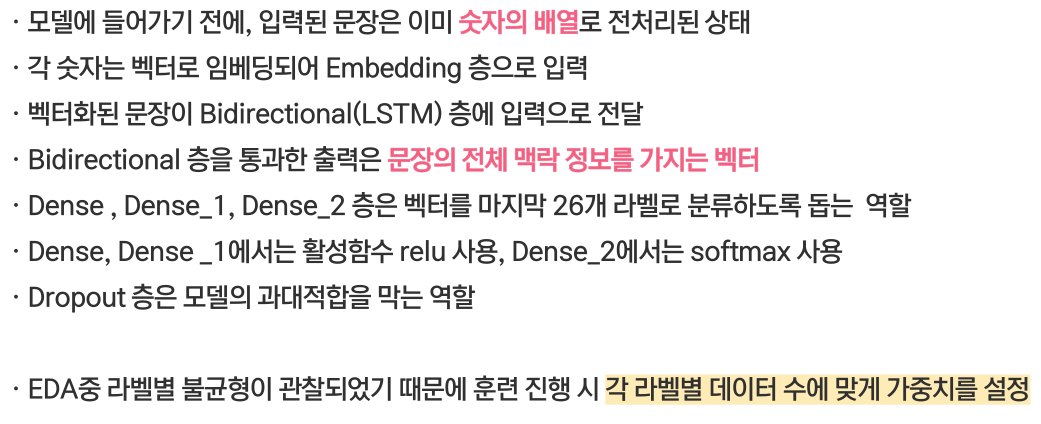 · 모델에 들어가기 전에, 입력된 문장은 이미 숫자의 배열로 전처리된 상태
· 각 숫자는 벡터로 임베딩되어 Embedding 층으로 입력
· 벡터화된 문장이 Bidirectional(LSTM) 층에 입력으로 전달
· Bidirectional 층을 통과한 출력은 문장의 전체 맥락 정보를 가지는 벡터
· Dense , Dense_1, Dense_2 층은 벡터를 마지막 26개 라벨로 분류하도록 돕는 역할
· Dense, Dense _1에서는 활성함수 relu 사용, Dense_2에서는 softmax 사용
· Dropout 층은 모델의 과대적합을 막는 역할
· EDA중 라벨별 불균형이 관찰되었기 때문에 훈련 진행 시 각 라벨별 데이터 수에 맞게 가중치를 설정